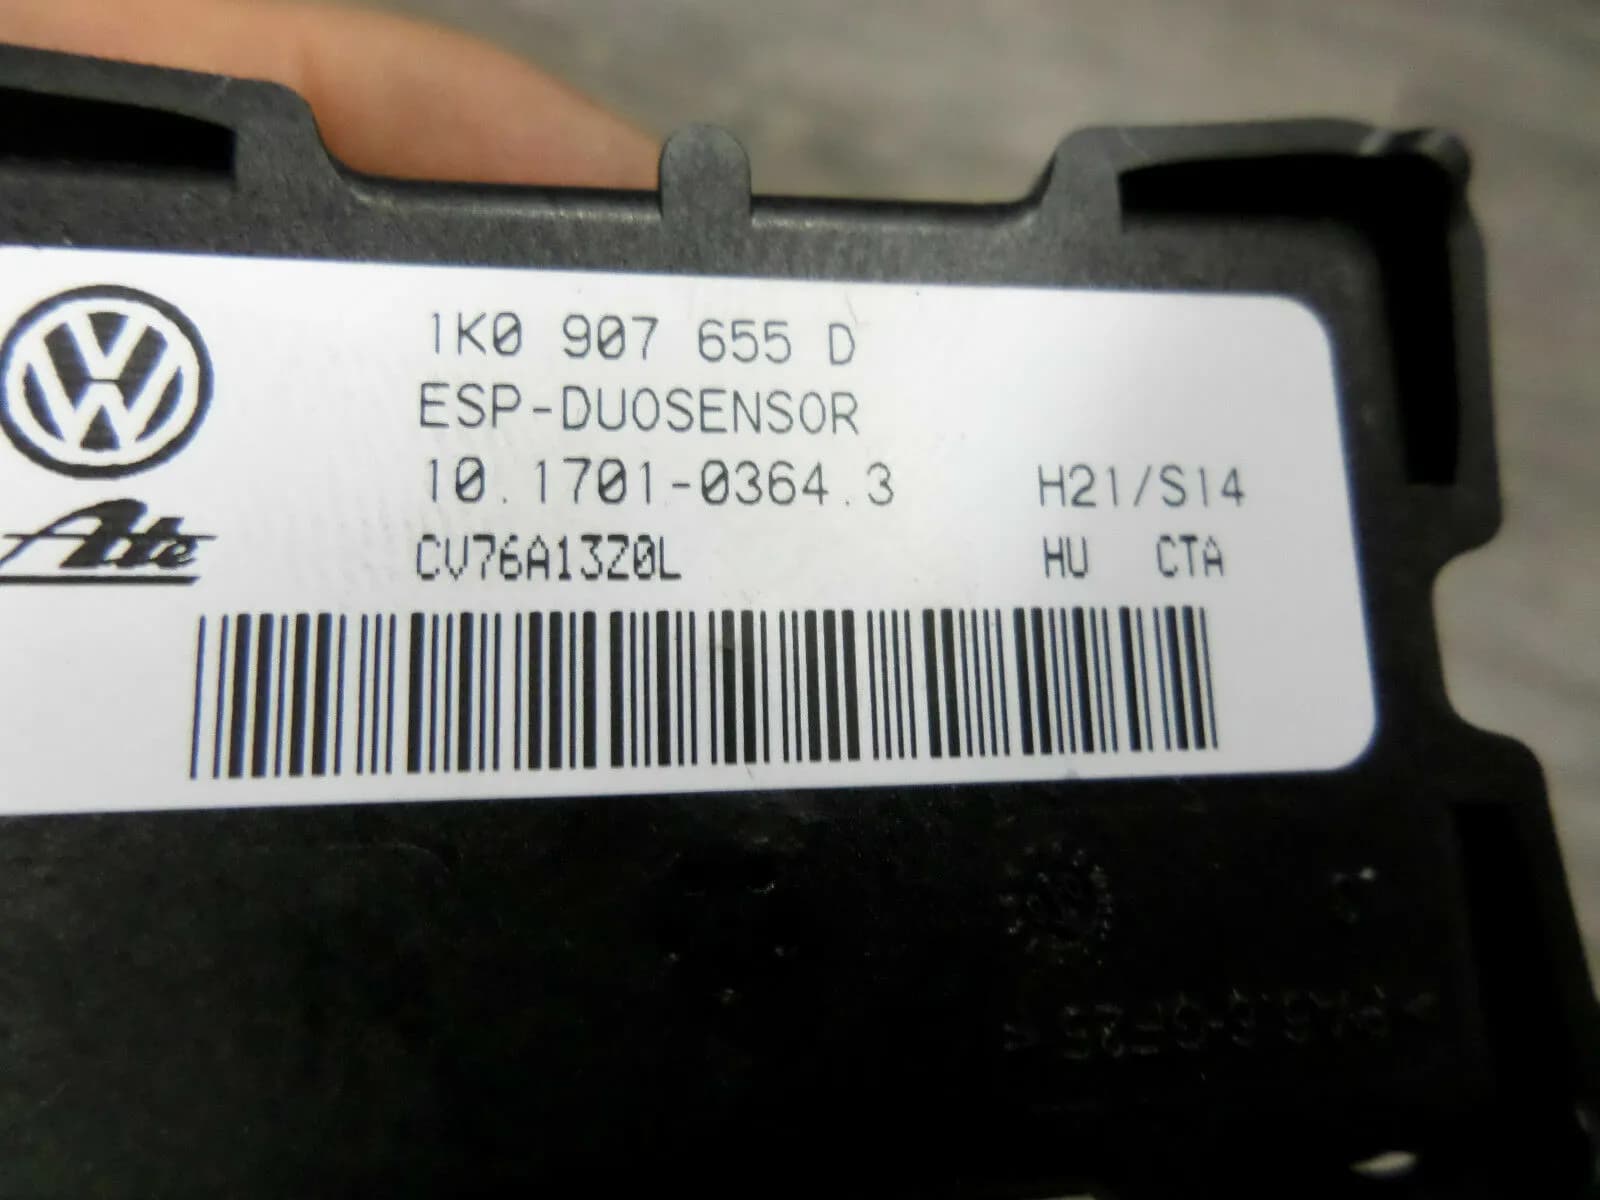 1K0 907 655 D
ESP-DUOSENSOR
10.1701-0364.3 H21/S14
Ate CV76A13Z0L HU CTA